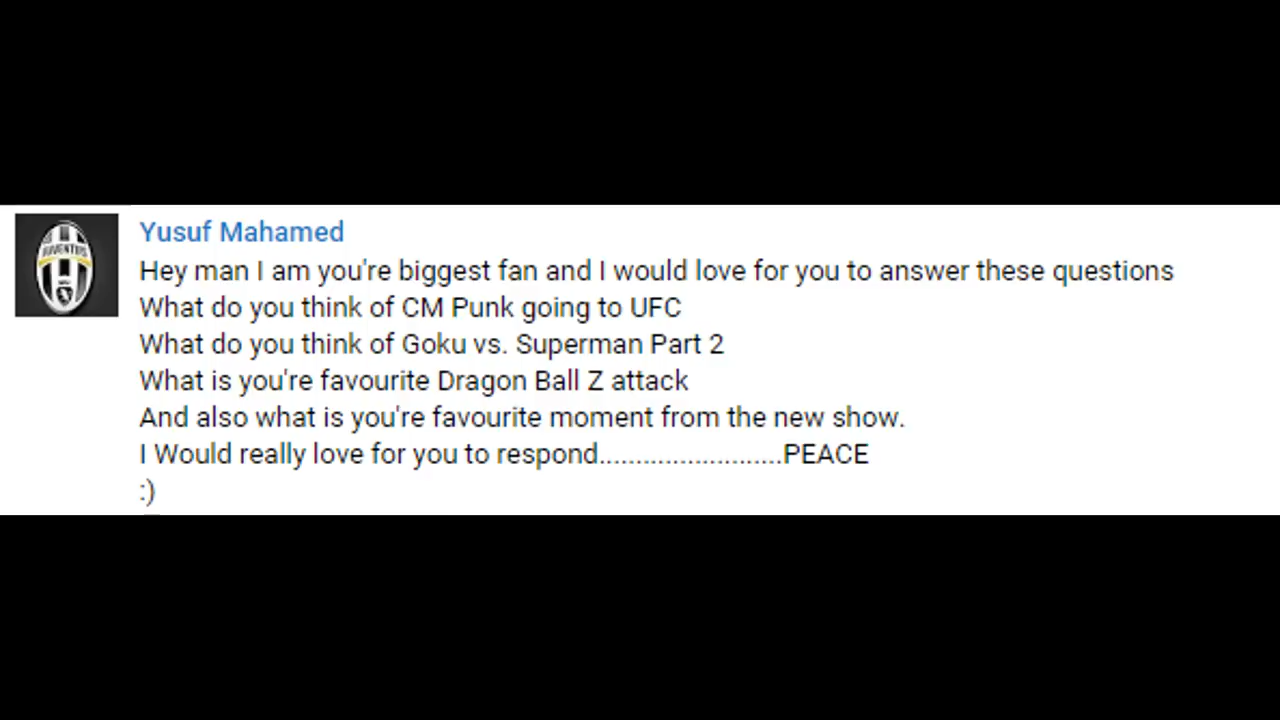 JUVENTUS
Yusuf Mahamed
Hey man I am you're biggest fan and I would love for you to answer these questions
What do you think of CM Punk going to UFC
What do you think of Goku vs. Superman Part 2
What is you're favourite Dragon Ball Z attack
And also what is you're favourite moment from the new show.
I Would really love for you to respond.........................PEACE
:)